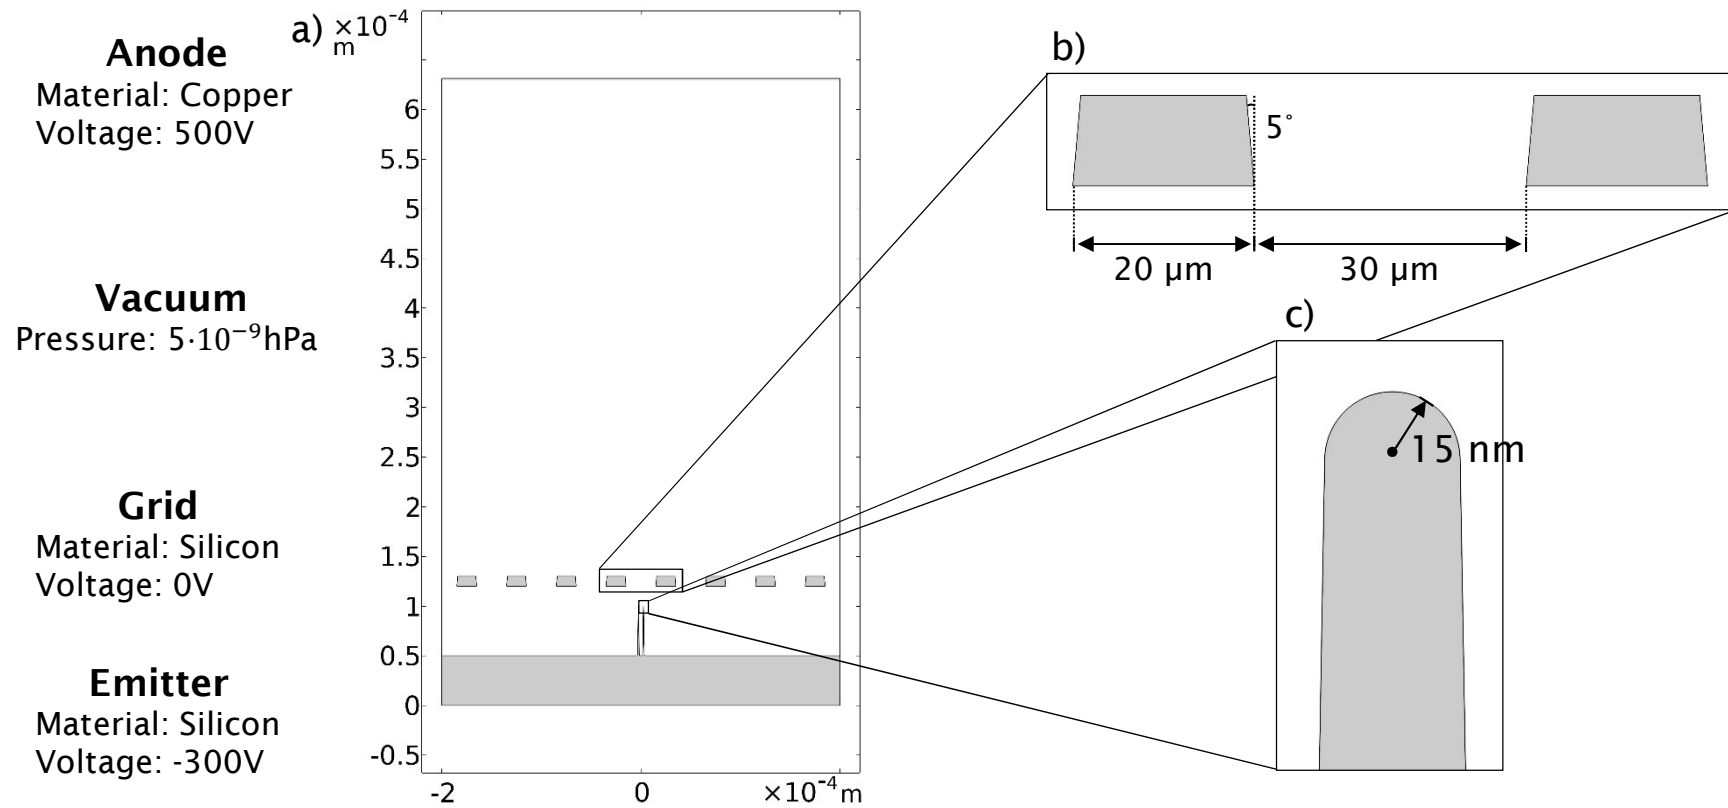 Anode
Material: Copper
Voltage: 500V
Vacuum
Pressure: 5·10⁻⁹hPa
Grid
Material: Silicon
Voltage: 0V
Emitter
Material: Silicon
Voltage: -300V
a) ×10⁻⁴
m
6
5.5
5
4.5
4
3.5
3
2.5
2
1.5
1
0.5
0
-0.5
-2 0 ×10⁻⁴ m
b)
5°
20 µm 30 µm
c)
15 nm